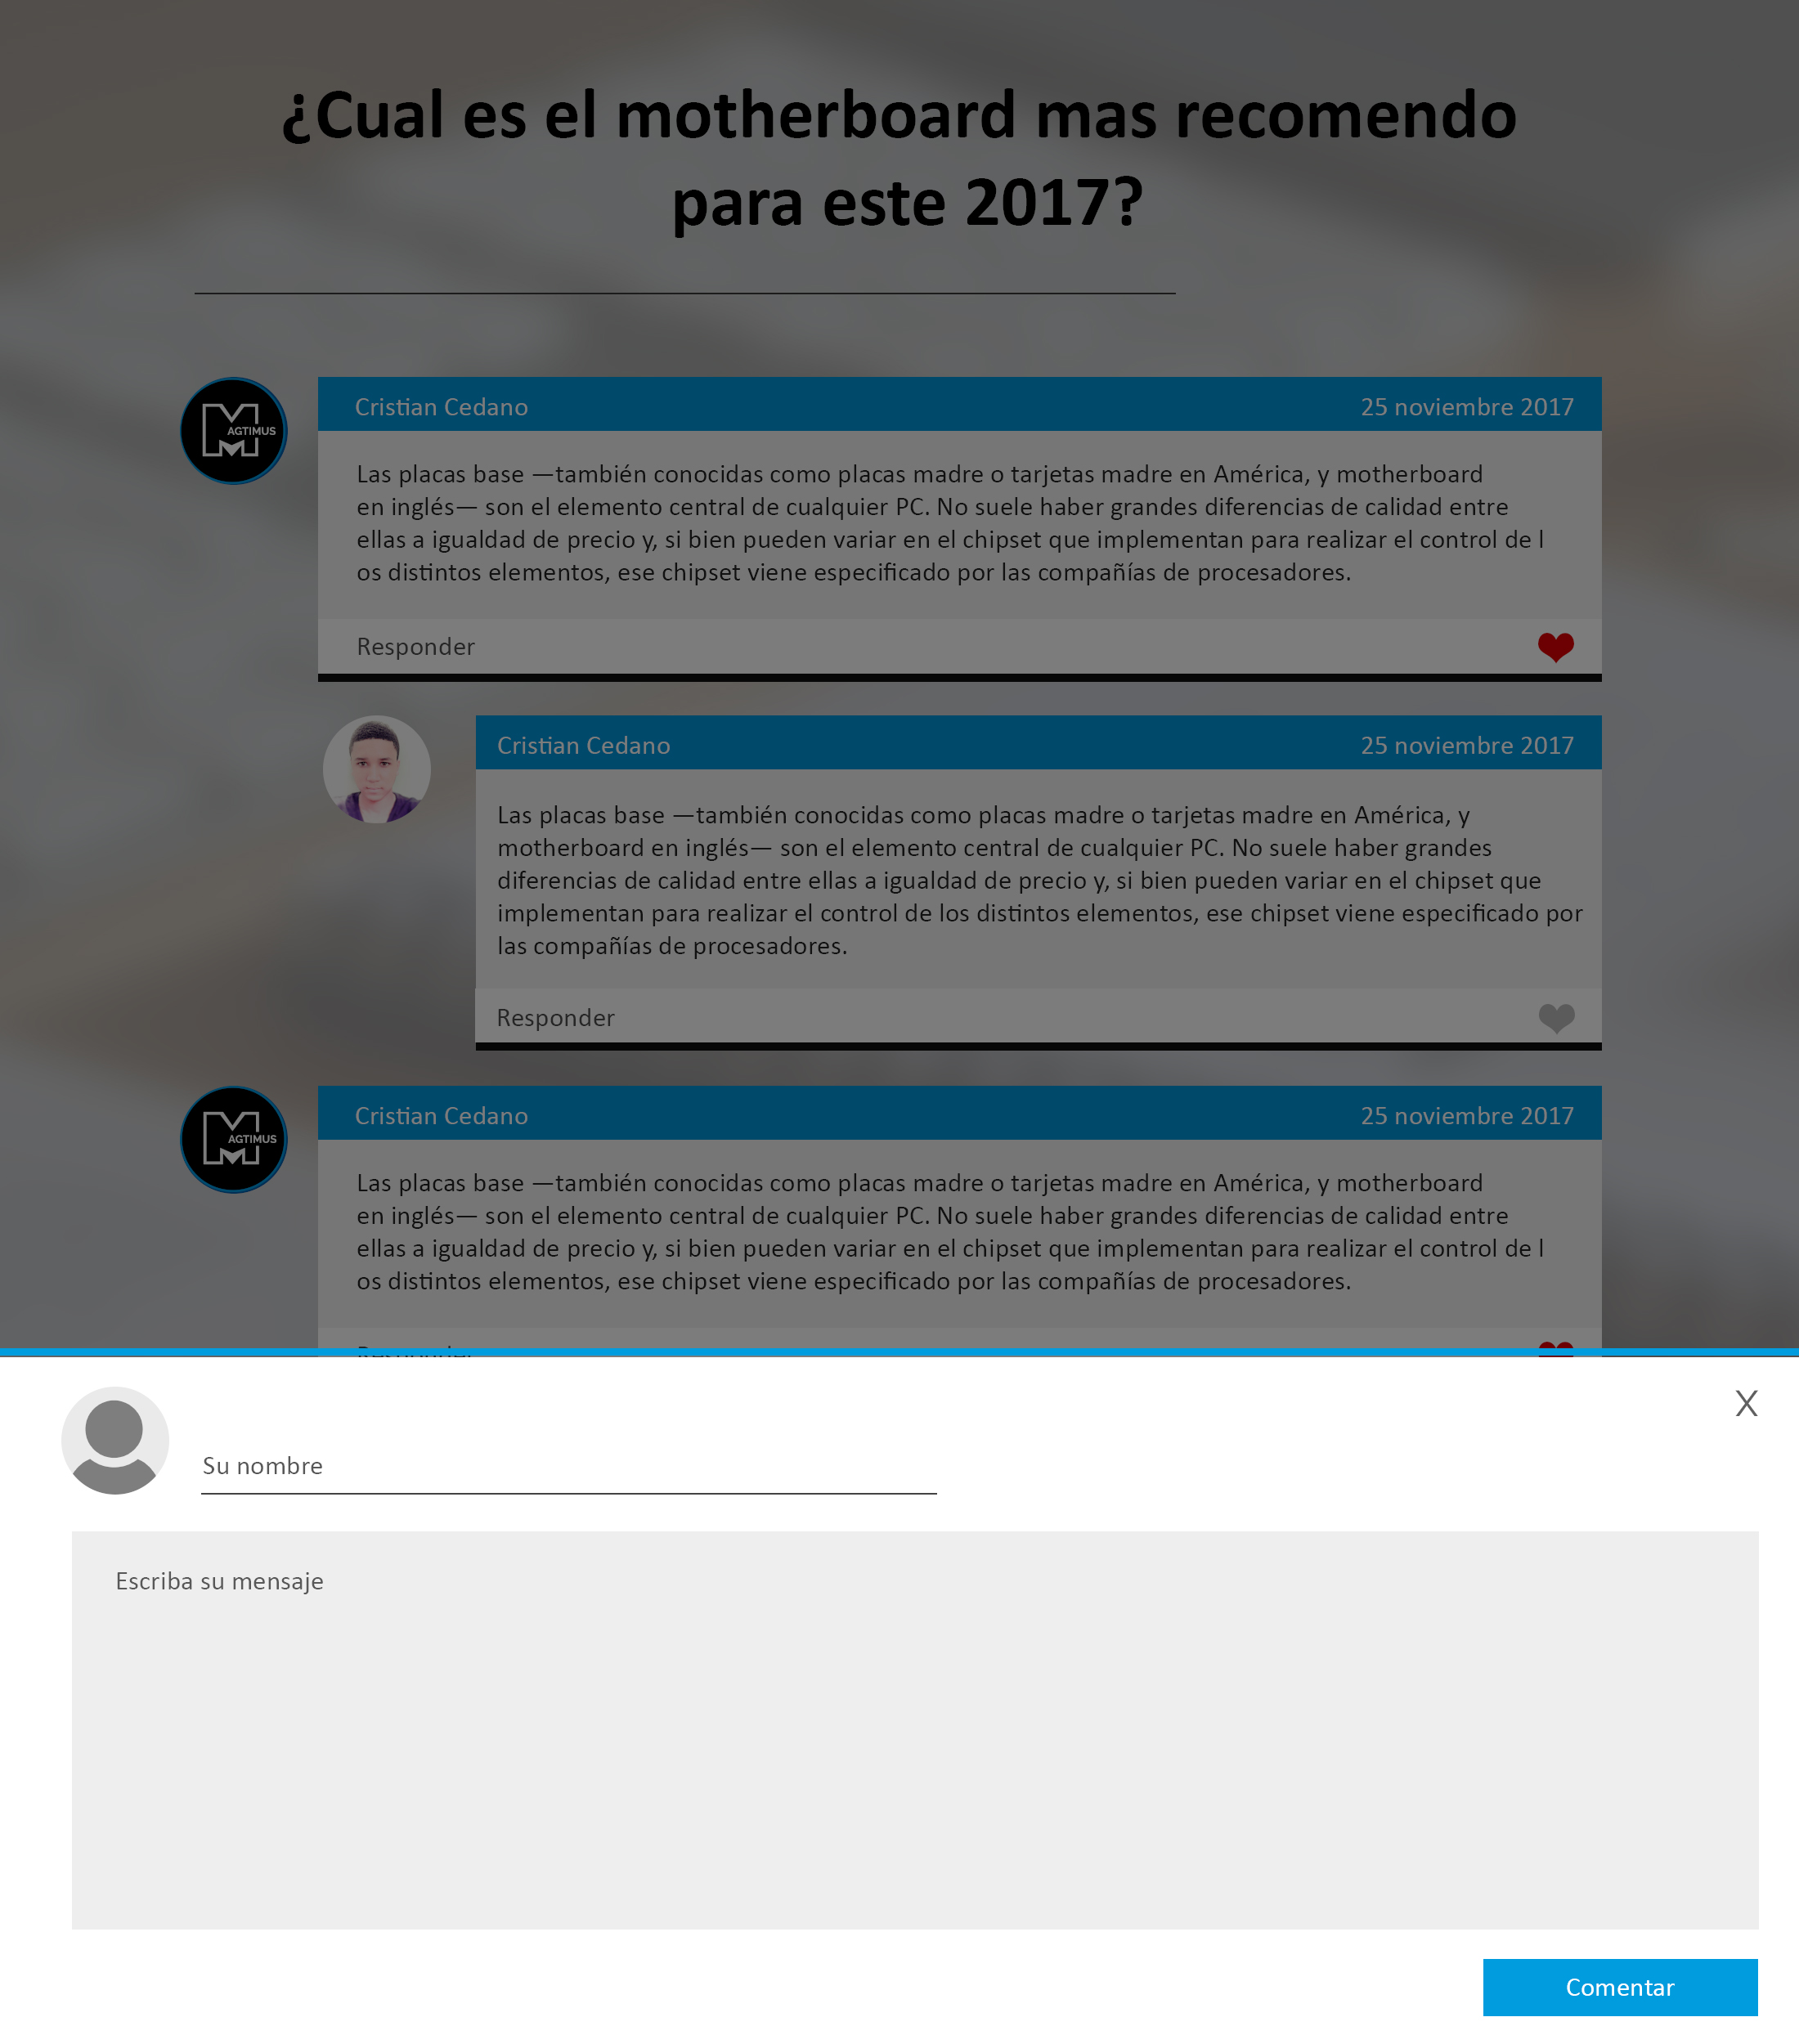 ¿Cual es el motherboard mas recomendo
para este 2017?
Cristian Cedano 25 noviembre 2017
MAGTIMUS
Las placas base —también conocidas como placas madre o tarjetas madre en América, y motherboard
en inglés— son el elemento central de cualquier PC. No suele haber grandes diferencias de calidad entre
ellas a igualdad de precio y, si bien pueden variar en el chipset que implementan para realizar el control de l
os distintos elementos, ese chipset viene especificado por las compañías de procesadores.
Responder
Cristian Cedano 25 noviembre 2017
Las placas base —también conocidas como placas madre o tarjetas madre en América, y
motherboard en inglés— son el elemento central de cualquier PC. No suele haber grandes
diferencias de calidad entre ellas a igualdad de precio y, si bien pueden variar en el chipset que
implementan para realizar el control de los distintos elementos, ese chipset viene especificado por
las compañías de procesadores.
Responder
Cristian Cedano 25 noviembre 2017
MAGTIMUS
Las placas base —también conocidas como placas madre o tarjetas madre en América, y motherboard
en inglés— son el elemento central de cualquier PC. No suele haber grandes diferencias de calidad entre
ellas a igualdad de precio y, si bien pueden variar en el chipset que implementan para realizar el control de l
os distintos elementos, ese chipset viene especificado por las compañías de procesadores.
X
Su nombre
Escriba su mensaje
Comentar